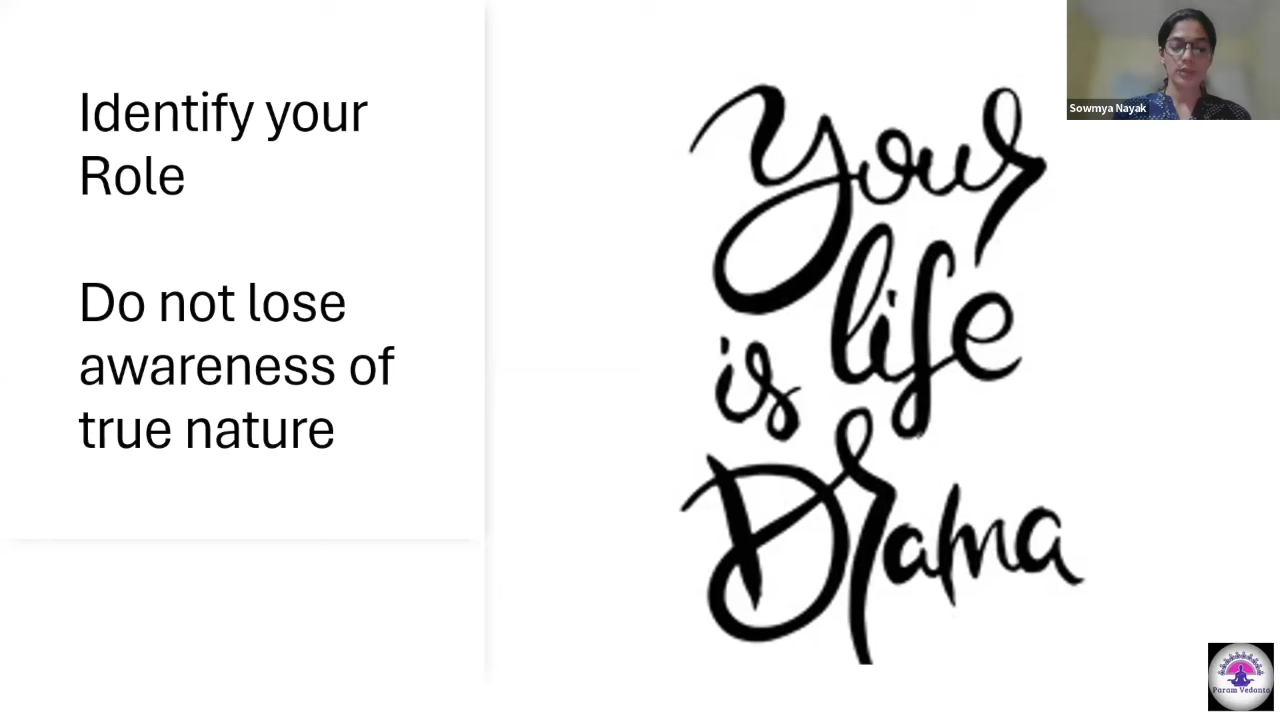 Identify your
Role
Do not lose
awareness of
true nature
Your
life
is
Drama
Sowmya Nayak
Param Vedanta